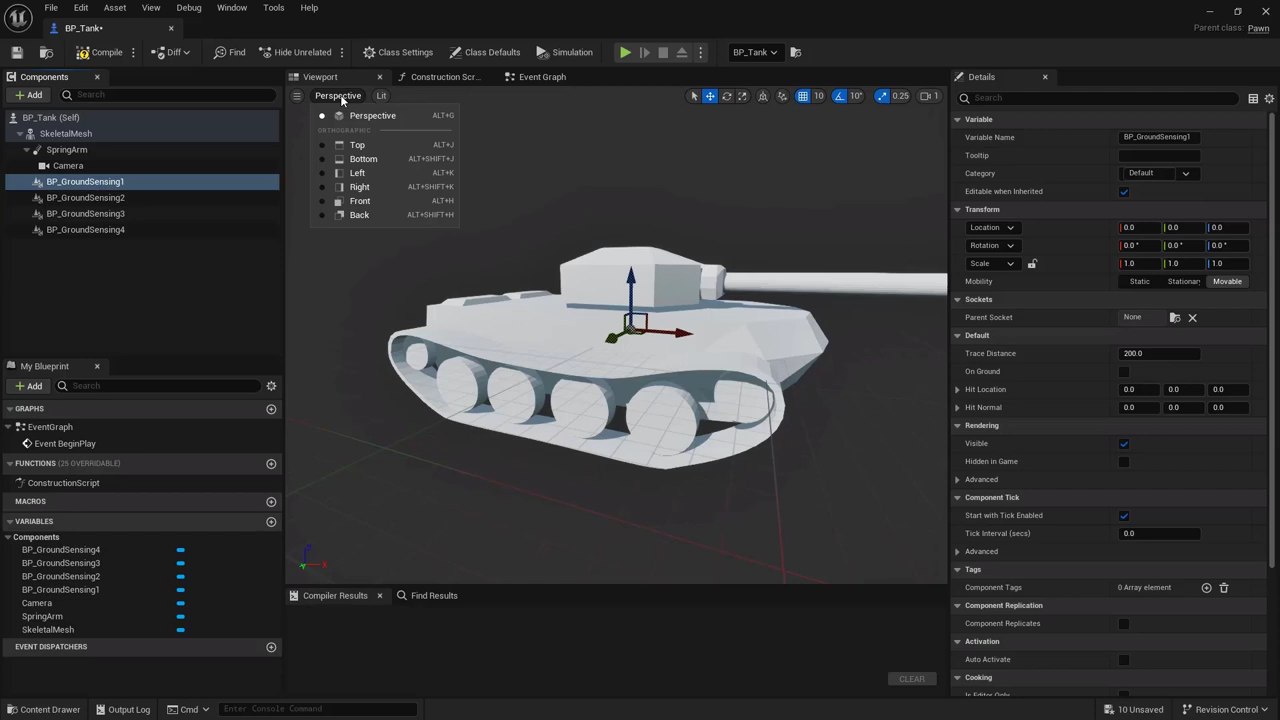 File Edit Asset View Debug Window Tools Help
BP_Tank•
Parent class: Pawn
Compile Diff Find Hide Unrelated Class Settings Class Defaults Simulation BP_Tank
Components
Add Search
BP_Tank (Self)
SkeletalMesh
SpringArm
Camera
BP_GroundSensing1
BP_GroundSensing2
BP_GroundSensing3
BP_GroundSensing4
My Blueprint
Add Search
GRAPHS
EventGraph
Event BeginPlay
FUNCTIONS (25 OVERRIDABLE)
ConstructionScript
MACROS
VARIABLES
Components
BP_GroundSensing4
BP_GroundSensing3
BP_GroundSensing2
BP_GroundSensing1
Camera
SpringArm
SkeletalMesh
EVENT DISPATCHERS
Viewport Construction Scr... Event Graph
Perspective Lit 10 10° 0.25 1
Perspective ALT+G
ORTHOGRAPHIC
Top ALT+J
Bottom ALT+SHIFT+J
Left ALT+K
Right ALT+SHIFT+K
Front ALT+H
Back ALT+SHIFT+H
X
Compiler Results Find Results
CLEAR
Details
Search
Variable
Variable Name BP_GroundSensing1
Tooltip
Category Default
Editable when Inherited
Transform
Location 0.0 0.0 0.0
Rotation 0.0° 0.0° 0.0°
Scale 1.0 1.0 1.0
Mobility Static Stationary Movable
Sockets
Parent Socket None
Default
Trace Distance 200.0
On Ground
Hit Location 0.0 0.0 0.0
Hit Normal 0.0 0.0 0.0
Rendering
Visible
Hidden in Game
Advanced
Component Tick
Start with Tick Enabled
Tick Interval (secs) 0.0
Advanced
Tags
Component Tags 0 Array element
Component Replication
Component Replicates
Activation
Auto Activate
Cooking
Content Drawer Output Log Cmd Enter Console Command 10 Unsaved Revision Control